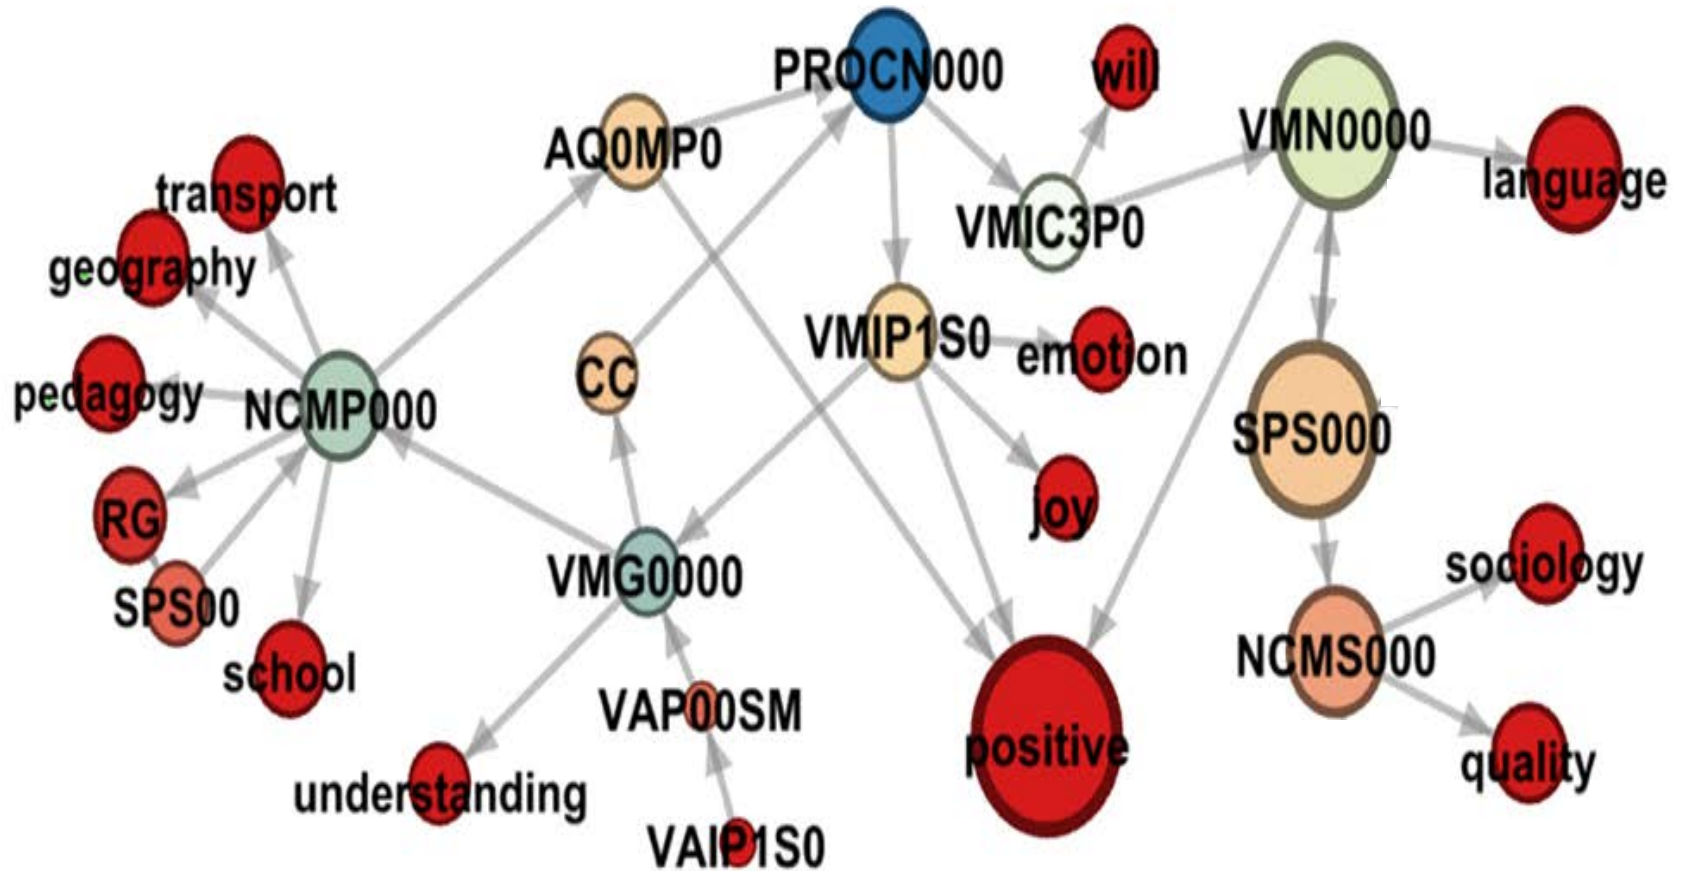 PROCN000
will
VMN0000
AQ0MP0
language
transport
VMIC3P0
geography
VMIP1S0
emotion
pedagogy
NCMP000
CC
SPS000
RG
joy
sociology
SPS00
VMG0000
school
NCMS000
VAP00SM
positive
quality
understanding
VAIP1S0